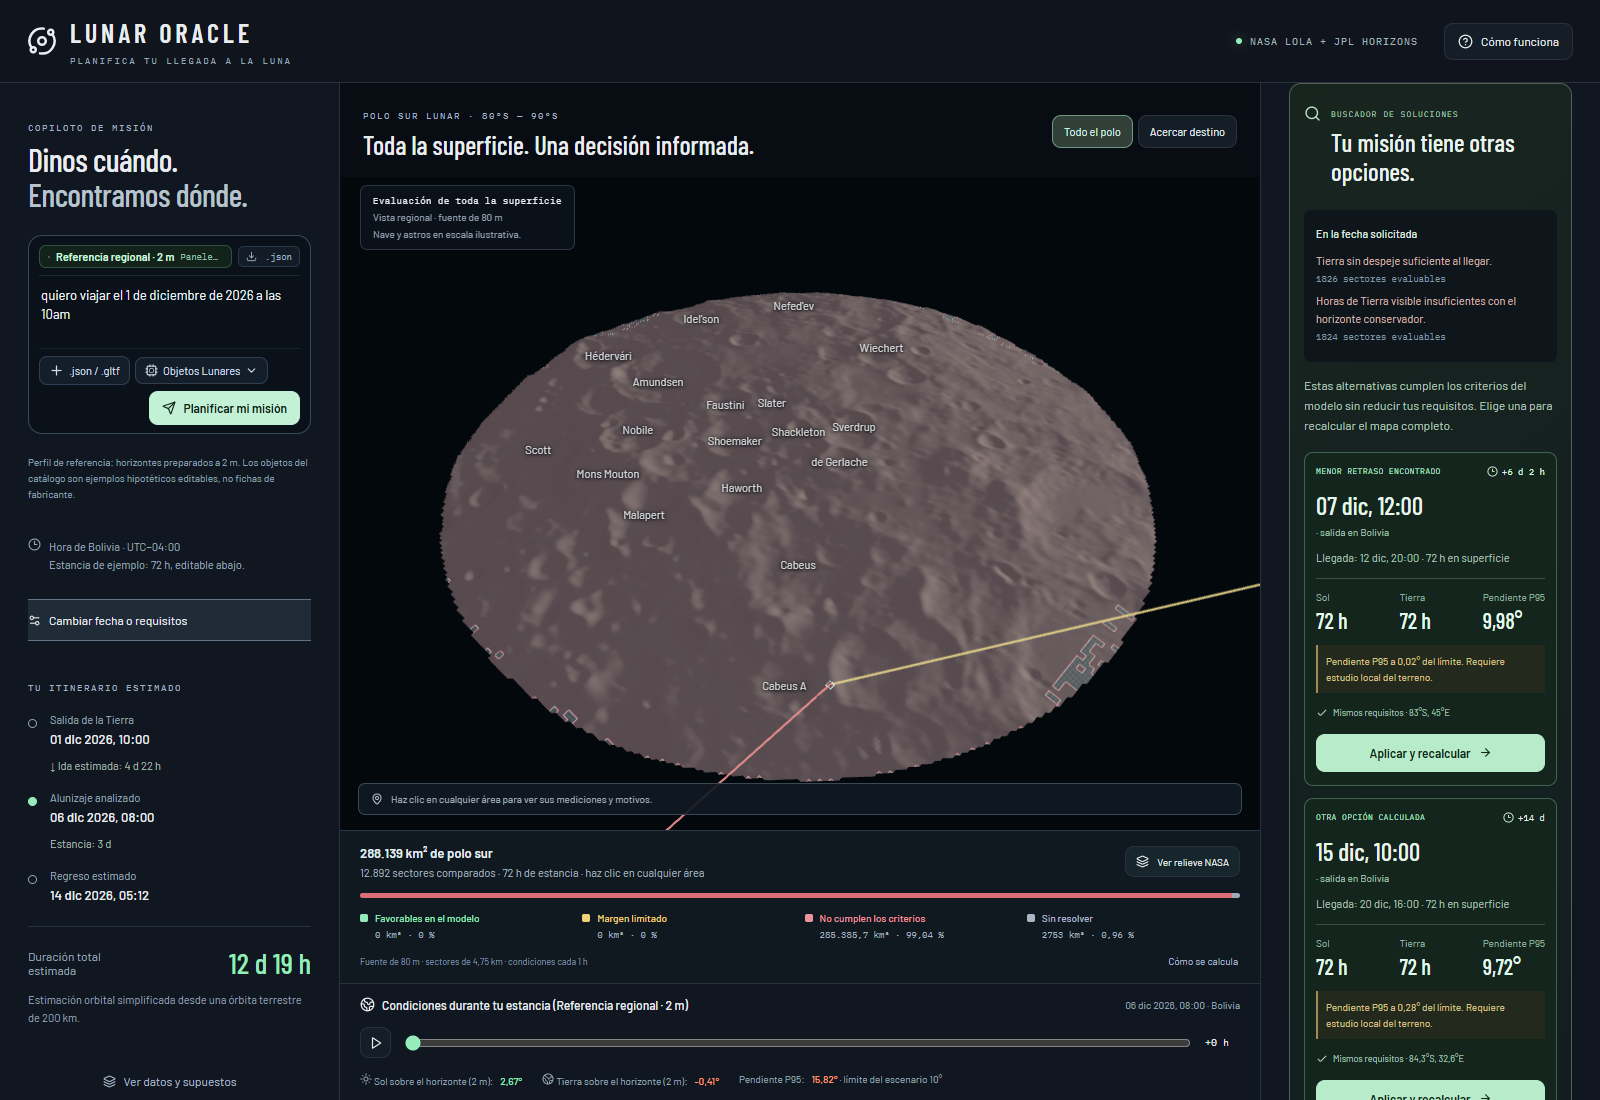 LUNAR ORACLE
PLANIFICA TU LLEGADA A LA LUNA
NASA LOLA + JPL HORIZONS
Cómo funciona
COPILOTO DE MISIÓN
Dinos cuándo.
Encontramos dónde.
· Referencia regional · 2 m Panele…
.json
quiero viajar el 1 de diciembre de 2026 a las
10am
.json / .gltf
Objetos Lunares
Planificar mi misión
Perfil de referencia: horizontes preparados a 2 m. Los objetos del
catálogo son ejemplos hipotéticos editables, no fichas de
fabricante.
Hora de Bolivia · UTC−04:00
Estancia de ejemplo: 72 h, editable abajo.
Cambiar fecha o requisitos
TU ITINERARIO ESTIMADO
Salida de la Tierra
01 dic 2026, 10:00
↓ Ida estimada: 4 d 22 h
Alunizaje analizado
06 dic 2026, 08:00
Estancia: 3 d
Regreso estimado
14 dic 2026, 05:12
Duración total
estimada
12 d 19 h
Estimación orbital simplificada desde una órbita terrestre
de 200 km.
Ver datos y supuestos
POLO SUR LUNAR · 80°S — 90°S
Toda la superficie. Una decisión informada.
Todo el polo
Acercar destino
Evaluación de toda la superficie
Vista regional · fuente de 80 m
Nave y astros en escala ilustrativa.
Nefed'ev
Idel'son
Wiechert
Hédervári
Amundsen
Faustini
Slater
Nobile
Shoemaker
Shackleton
Sverdrup
Scott
de Gerlache
Mons Mouton
Haworth
Malapert
Cabeus
Cabeus A
Haz clic en cualquier área para ver sus mediciones y motivos.
288.139 km² de polo sur
12.892 sectores comparados · 72 h de estancia · haz clic en cualquier área
Ver relieve NASA
Favorables en el modelo
0 km² · 0 %
Margen limitado
0 km² · 0 %
No cumplen los criterios
285.385,7 km² · 99,04 %
Sin resolver
2753 km² · 0,96 %
Fuente de 80 m · sectores de 4,75 km · condiciones cada 1 h
Cómo se calcula
Condiciones durante tu estancia (Referencia regional · 2 m)
06 dic 2026, 08:00 · Bolivia
+0 h
Sol sobre el horizonte (2 m): 2,67°
Tierra sobre el horizonte (2 m): -0,41°
Pendiente P95: 15,82° · límite del escenario 10°
BUSCADOR DE SOLUCIONES
Tu misión tiene otras
opciones.
En la fecha solicitada
Tierra sin despeje suficiente al llegar.
1826 sectores evaluables
Horas de Tierra visible insuficientes con el
horizonte conservador.
1824 sectores evaluables
Estas alternativas cumplen los criterios del
modelo sin reducir tus requisitos. Elige una para
recalcular el mapa completo.
MENOR RETRASO ENCONTRADO
+6 d 2 h
07 dic, 12:00
· salida en Bolivia
Llegada: 12 dic, 20:00 · 72 h en superficie
Sol
Tierra
Pendiente P95
72 h
72 h
9,98°
Pendiente P95 a 0,02° del límite. Requiere
estudio local del terreno.
Mismos requisitos · 83°S, 45°E
Aplicar y recalcular
OTRA OPCIÓN CALCULADA
+14 d
15 dic, 10:00
· salida en Bolivia
Llegada: 20 dic, 16:00 · 72 h en superficie
Sol
Tierra
Pendiente P95
72 h
72 h
9,72°
Pendiente P95 a 0,28° del límite. Requiere
estudio local del terreno.
Mismos requisitos · 84,3°S, 32,6°E
Aplicar y recalcular